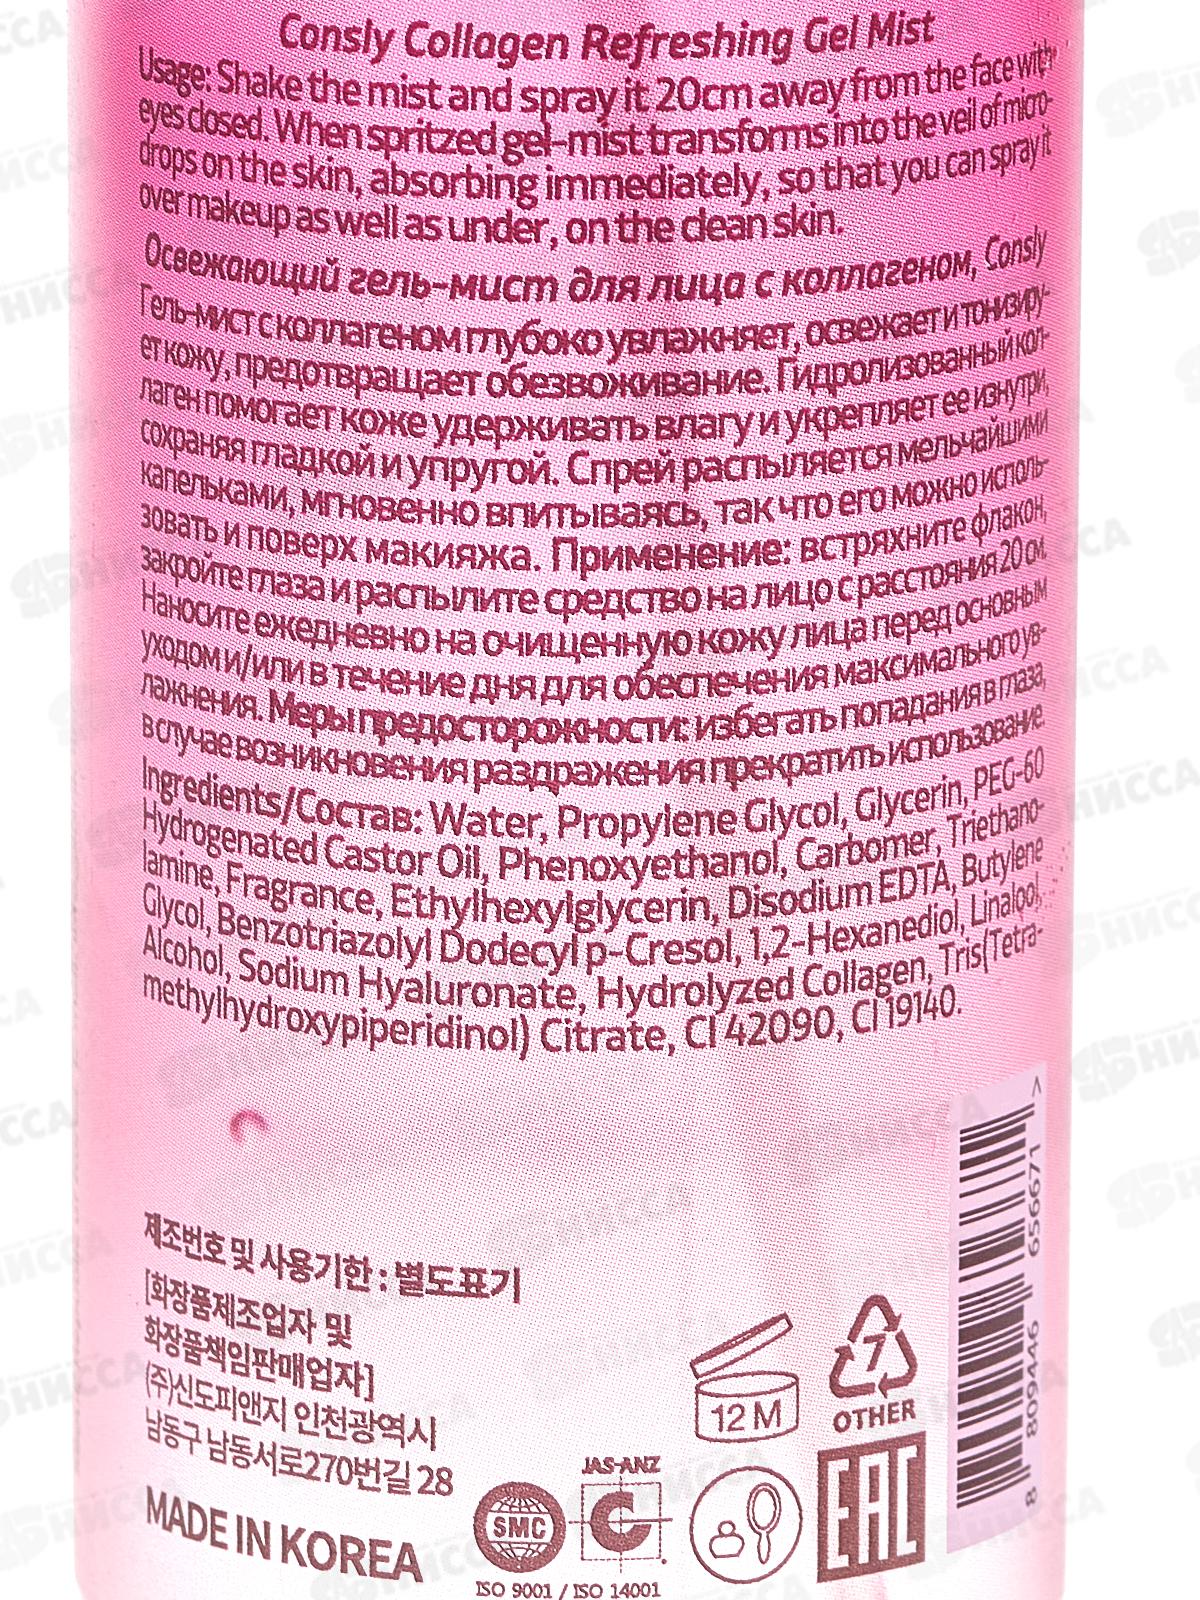 Consly Collagen Refreshing Gel Mist
Usage: Shake the mist and spray it 20cm away from the face with
eyes closed. When spritzed gel-mist transforms into the veil of micro-
drops on the skin, absorbing immediately, so that you can spray it
over makeup as well as under, on the clean skin.
Освежающий гель-мист для лица с коллагеном, Consly
Гель-мист с коллагеном глубоко увлажняет, освежает и тонизиру-
ет кожу, предотвращает обезвоживание. Гидролизованный кол-
лаген помогает коже удерживать влагу и укрепляет ее изнутри,
сохраняя гладкой и упругой. Спрей распыляется мельчайшими
капельками, мгновенно впитываясь, так что его можно исполь-
зовать и поверх макияжа. Применение: встряхните флакон,
закройте глаза и распылите средство на лицо с расстояния 20 см.
Наносите ежедневно на очищенную кожу лица перед основным
уходом и/или в течение дня для обеспечения максимального ув-
лажнения. Меры предосторожности: избегать попадания в глаза,
в случае возникновения раздражения прекратить использование.
Ingredients/Состав: Water, Propylene Glycol, Glycerin, PEG-60
Hydrogenated Castor Oil, Phenoxyethanol, Carbomer, Triethano-
lamine, Fragrance, Ethylhexylglycerin, Disodium EDTA, Butylene
Glycol, Benzotriazolyl Dodecyl p-Cresol, 1,2-Hexanediol, Linalool,
Alcohol, Sodium Hyaluronate, Hydrolyzed Collagen, Tris(Tetra-
methylhydroxypiperidinol) Citrate, CI 42090, CI 19140.
제조번호 및 사용기한 : 별도표기
[화장품제조업자 및
화장품책임판매업자]
(주)신도피앤지 인천광역시
남동구 남동서로270번길 28
MADE IN KOREA
12 M
7
OTHER
SMC
JAS-ANZ
ISO 9001 / ISO 14001
EAC
8 809446 656671 >
БНИССА